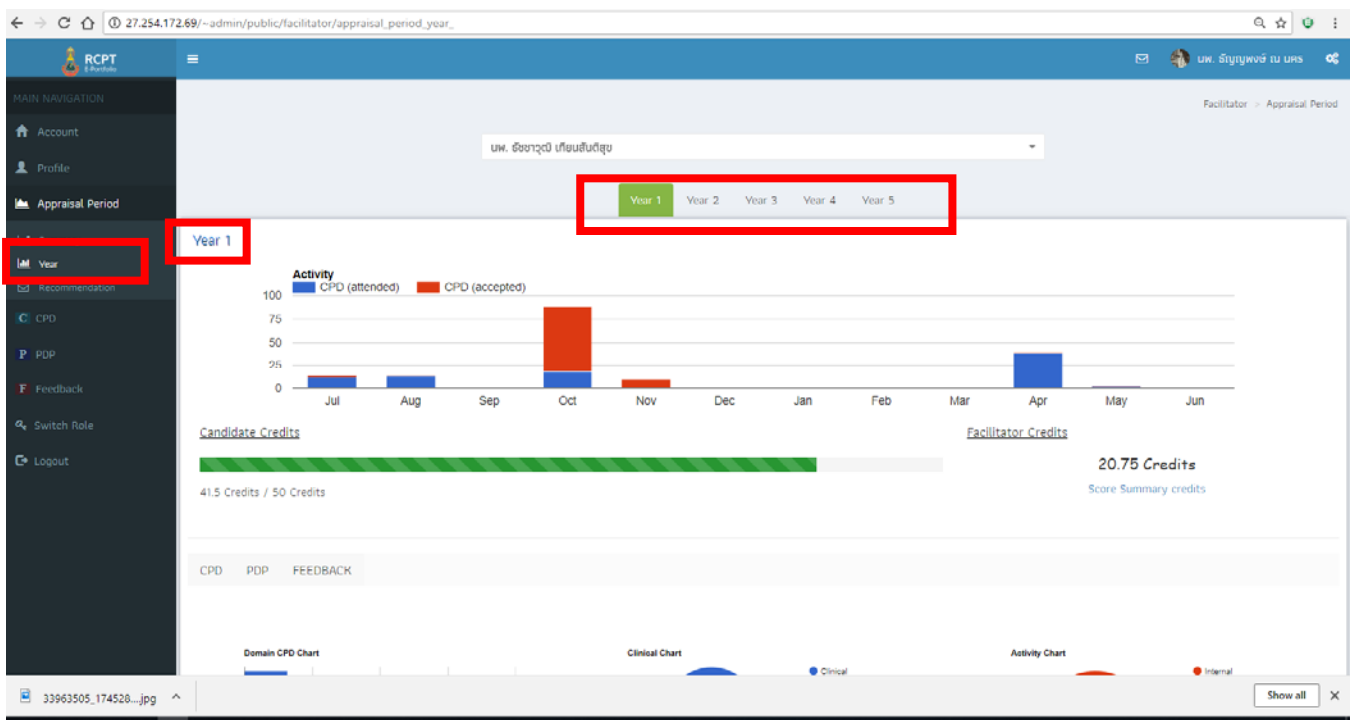 27.254.172.69/~admin/public/facilitator/appraisal_period_year_
RCPT
E-Portfolio
นพ. ธัญญพงษ์ ณ นคร
MAIN NAVIGATION
Facilitator > Appraisal Period
Account
นพ. ธัชชาวุฒิ เทียนสันติสุข
Profile
Appraisal Period
Year 1 Year 2 Year 3 Year 4 Year 5
Year 1
Year
Recommendation
CPD
PDP
Feedback
Switch Role
Logout
Activity
CPD (attended) CPD (accepted)
100
75
50
25
0
Jul Aug Sep Oct Nov Dec Jan Feb Mar Apr May Jun
Candidate Credits
Facilitator Credits
20.75 Credits
41.5 Credits / 50 Credits
Score Summary credits
CPD PDP FEEDBACK
Domain CPD Chart
Clinical Chart
Activity Chart
Clinical
Internal
33963505_174528....jpg
Show all